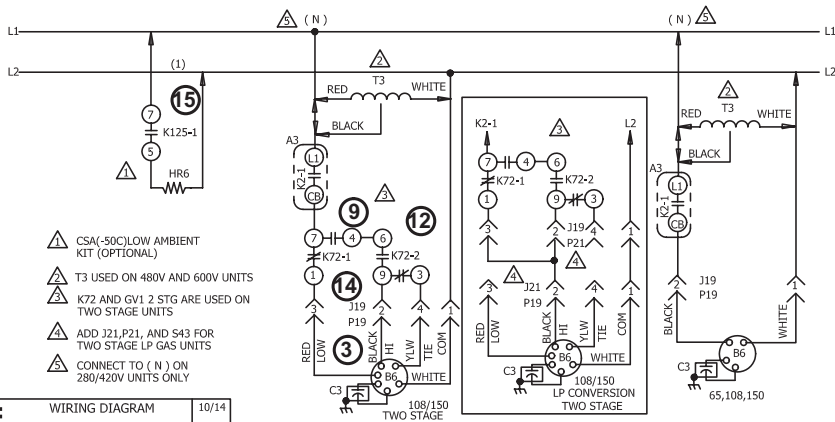 5 ( N )
( N ) 5
L1
L1
L2
(1)
L2
2
RED
T3
WHITE
BLACK
15
7
K125-1
5
1
HR6
A3
L1
K2-1
CB
3
9
12
7
4
6
K72-1
K72-2
1
9
3
14
3
2
4
1
J19
P19
3
RED
LOW
BLACK
HI
YLW
TIE
COM
B6
WHITE
C3
108/150
TWO STAGE
K2-1
3
L2
7
4
6
K72-1
K72-2
1
9
3
3
2
J19
4
1
P21
4
4
3
J21
2
4
1
P19
RED
LOW
BLACK
HI
YLW
TIE
COM
B6
WHITE
C3
108/150
LP CONVERSION
TWO STAGE
2
RED
T3
WHITE
BLACK
A3
L1
K2-1
CB
2
J19
P19
1
BLACK
WHITE
B6
C3
65,108,150
1 CSA(-50C)LOW AMBIENT
KIT (OPTIONAL)
2 T3 USED ON 480V AND 600V UNITS
3 K72 AND GV1 2 STG ARE USED ON
TWO STAGE UNITS
4 ADD J21,P21, AND S43 FOR
TWO STAGE LP GAS UNITS
5 CONNECT TO ( N ) ON
280/420V UNITS ONLY
: WIRING DIAGRAM 10/14